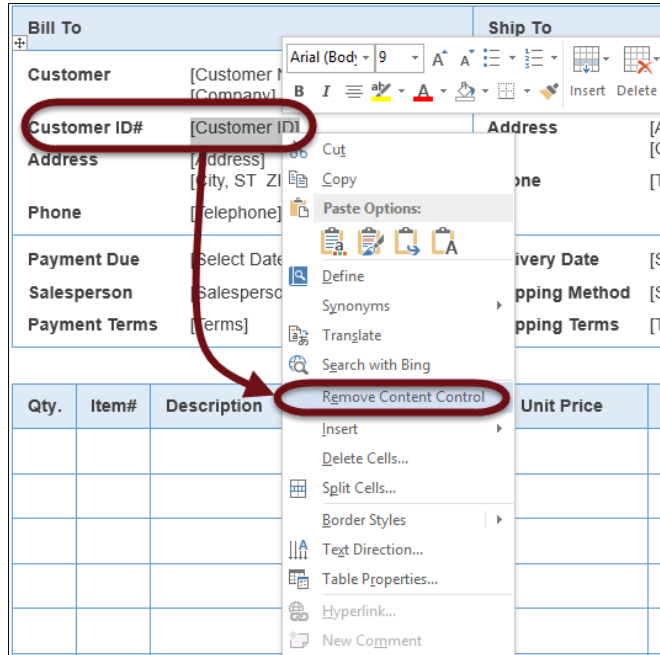 Bill To
Ship To
Arial (Body 9
Customer
[Customer
[Company]
B I Insert Delete
Customer ID#
[Customer ID]
Address
Cut
Address
[Address]
[City, ST ZI
Copy
Phone
[Telephone]
Paste Options:
Payment Due
[Select Date
Define
ivery Date
Salesperson
[Salesperso
Synonyms
pping Method
Payment Terms
[Terms]
Translate
pping Terms
Search with Bing
Remove Content Control
Qty.
Item#
Description
Unit Price
Insert
Delete Cells...
Split Cells...
Border Styles
Text Direction...
Table Properties...
Hyperlink...
New Comment